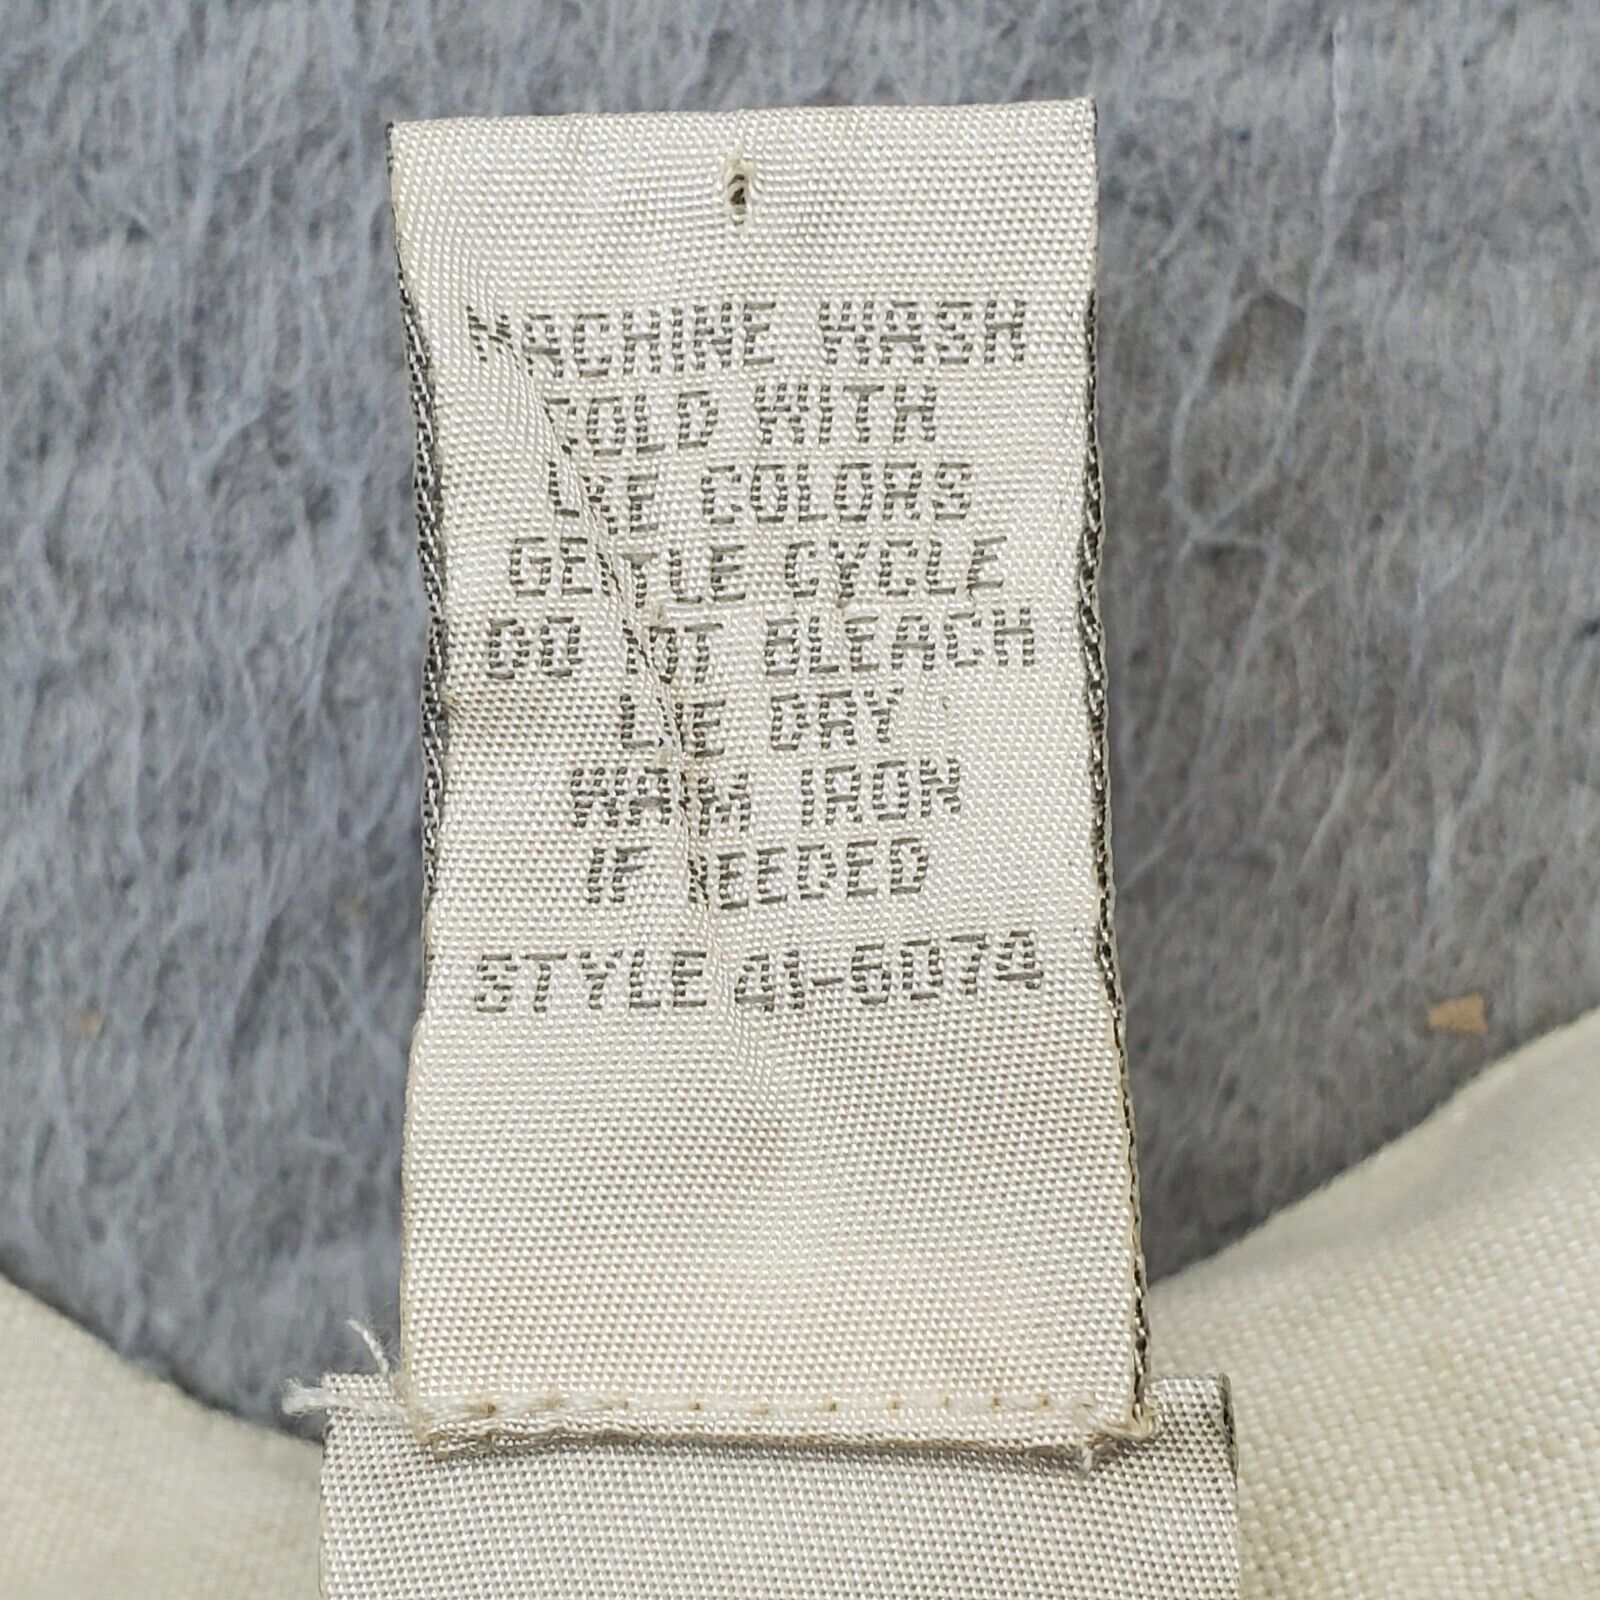 MACHINE WASH
COLD WITH
LIKE COLORS
GENTLE CYCLE
DO NOT BLEACH
LINE DRY
WARM IRON
IF NEEDED
STYLE 41-5074